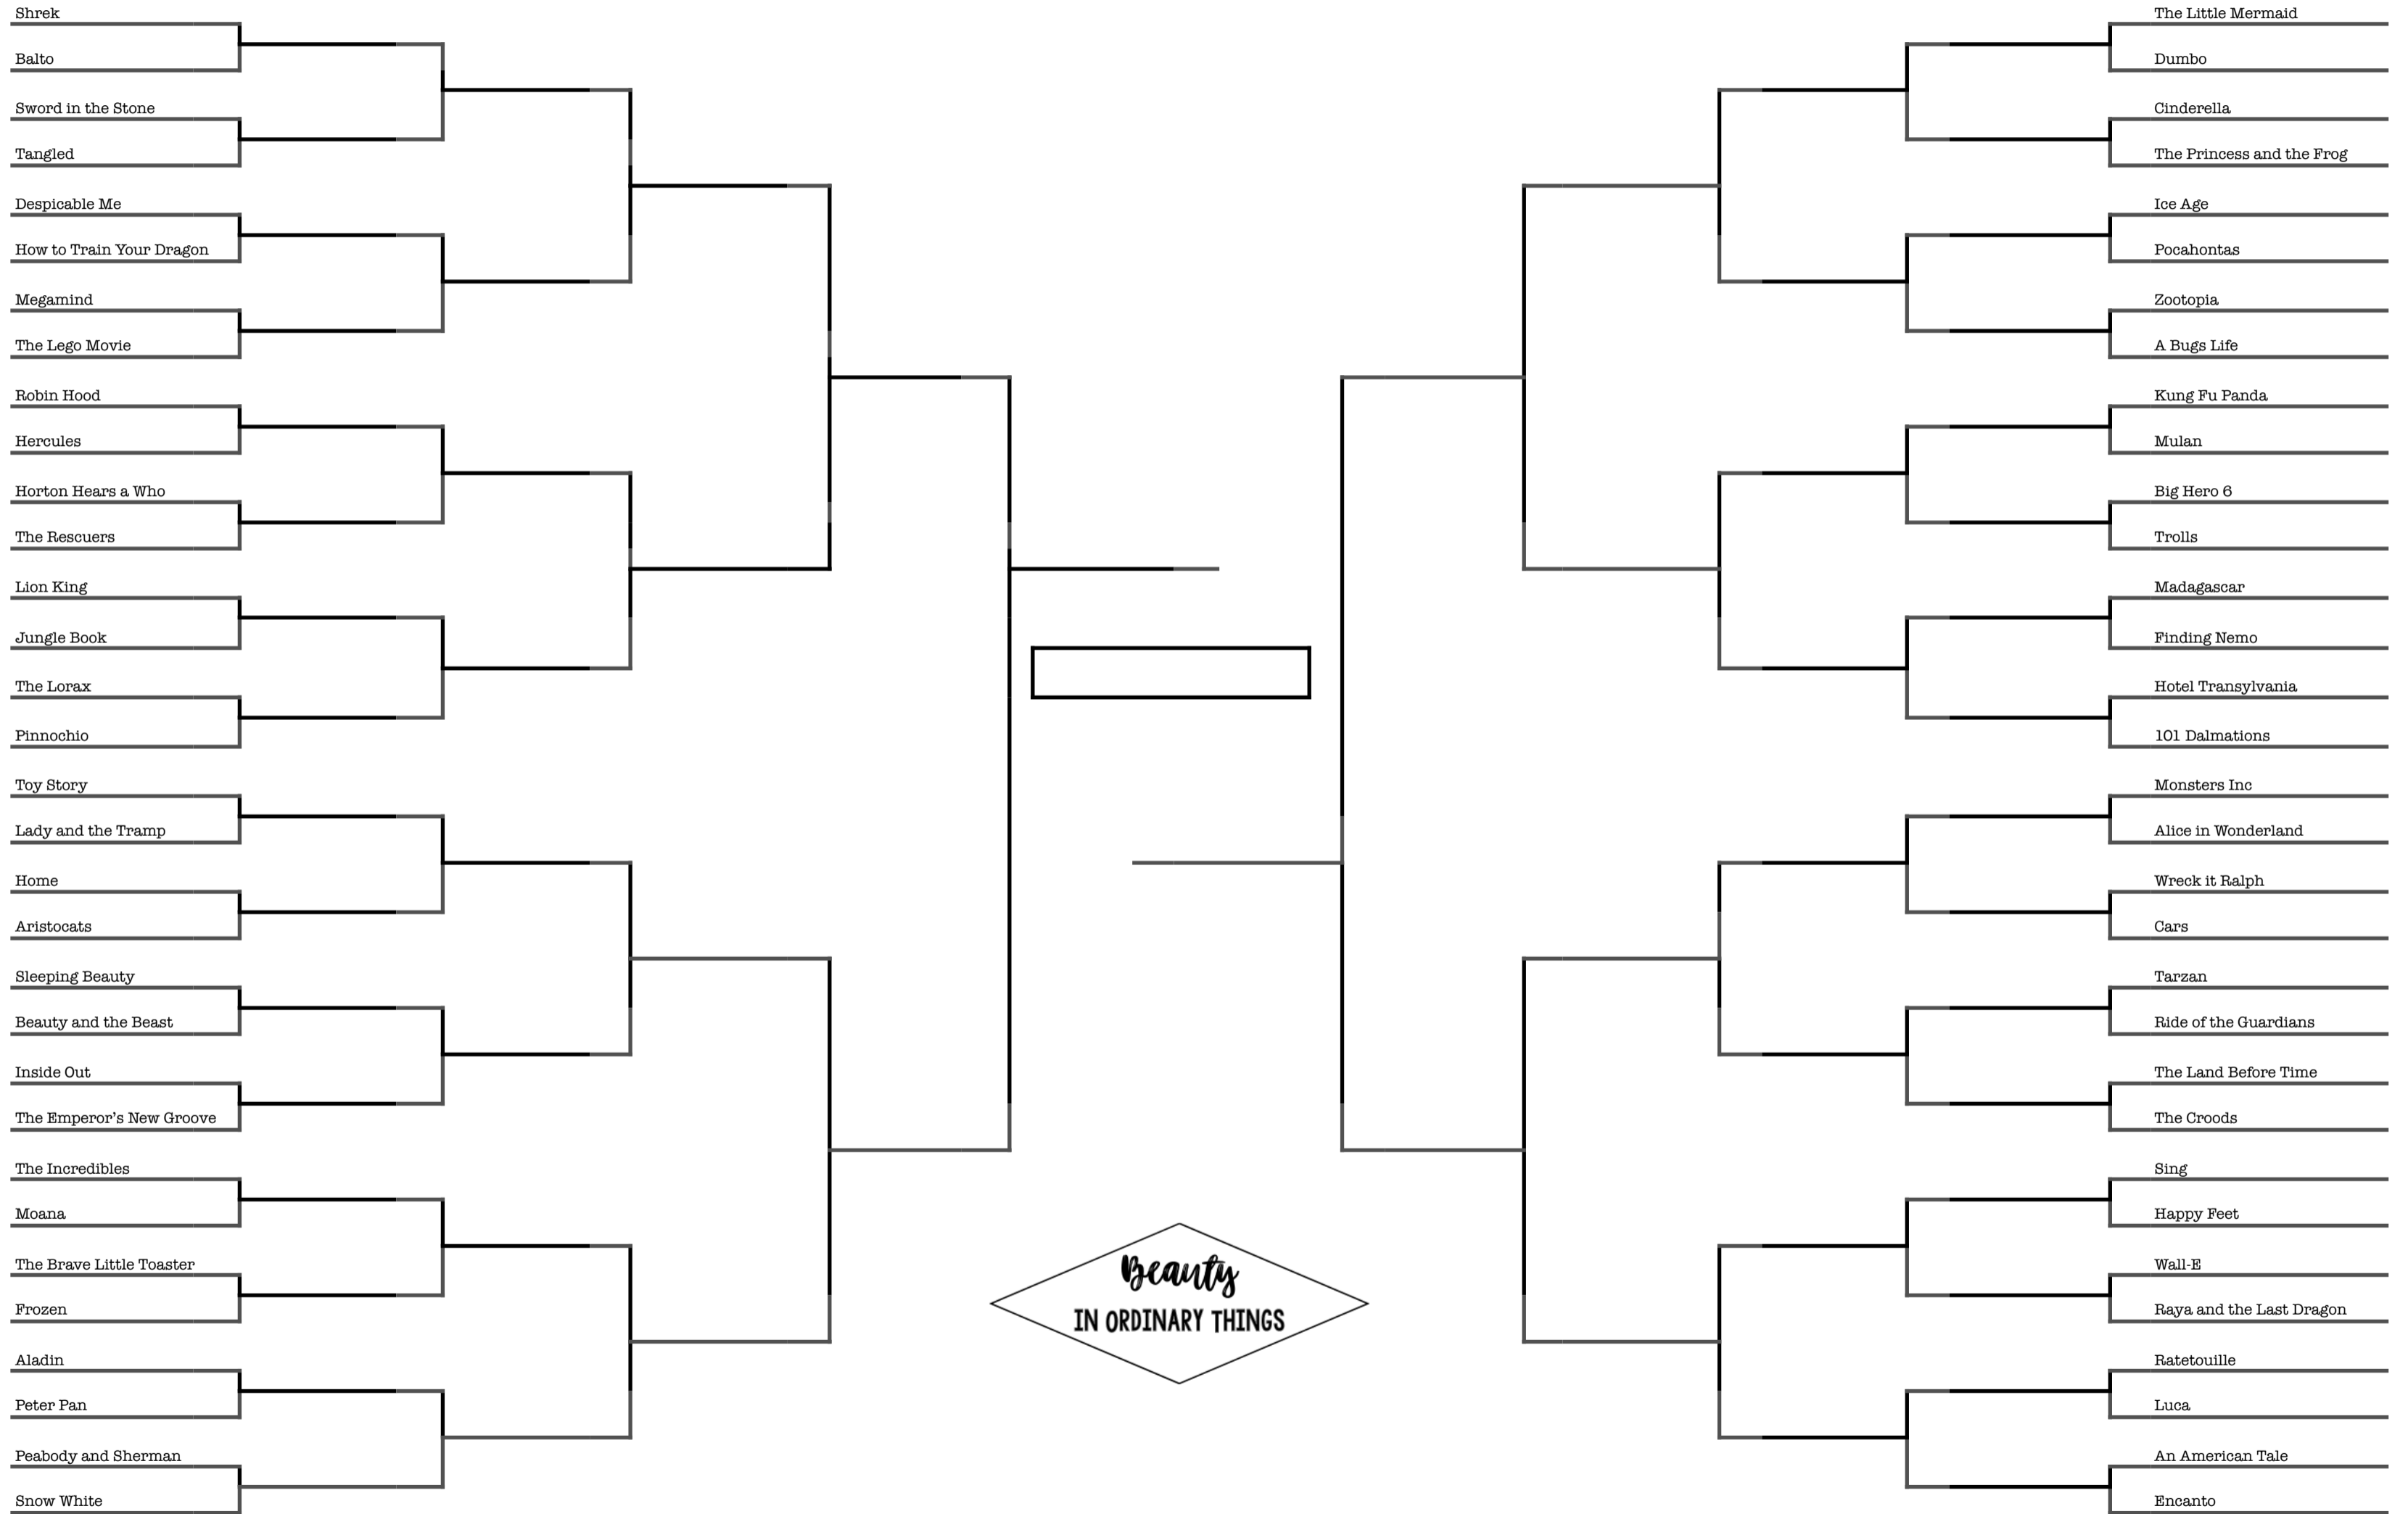 Shrek
Balto
Sword in the Stone
Tangled
Despicable Me
How to Train Your Dragon
Megamind
The Lego Movie
Robin Hood
Hercules
Horton Hears a Who
The Rescuers
Lion King
Jungle Book
The Lorax
Pinnochio
Toy Story
Lady and the Tramp
Home
Aristocats
Sleeping Beauty
Beauty and the Beast
Inside Out
The Emperor's New Groove
The Incredibles
Moana
The Brave Little Toaster
Frozen
Aladin
Peter Pan
Peabody and Sherman
Snow White
Beauty
IN ORDINARY THINGS
The Little Mermaid
Dumbo
Cinderella
The Princess and the Frog
Ice Age
Pocahontas
Zootopia
A Bugs Life
Kung Fu Panda
Mulan
Big Hero 6
Trolls
Madagascar
Finding Nemo
Hotel Transylvania
101 Dalmations
Monsters Inc
Alice in Wonderland
Wreck it Ralph
Cars
Tarzan
Ride of the Guardians
The Land Before Time
The Croods
Sing
Happy Feet
Wall-E
Raya and the Last Dragon
Ratetouille
Luca
An American Tale
Encanto